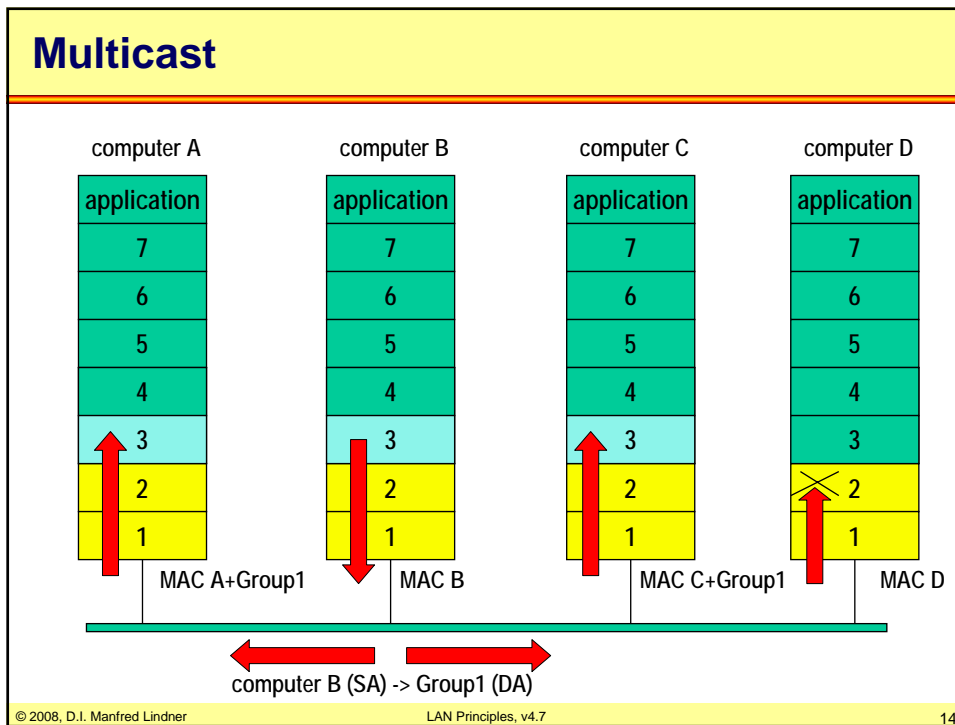 Multicast
computer A computer B computer C computer D
application application application application
7 7 7 7
6 6 6 6
5 5 5 5
4 4 4 4
3 3 3 3
2 2 2 2
1 1 1 1
MAC A+Group1 MAC B MAC C+Group1 MAC D
computer B (SA) -> Group1 (DA)
© 2008, D.I. Manfred Lindner LAN Principles, v4.7 14